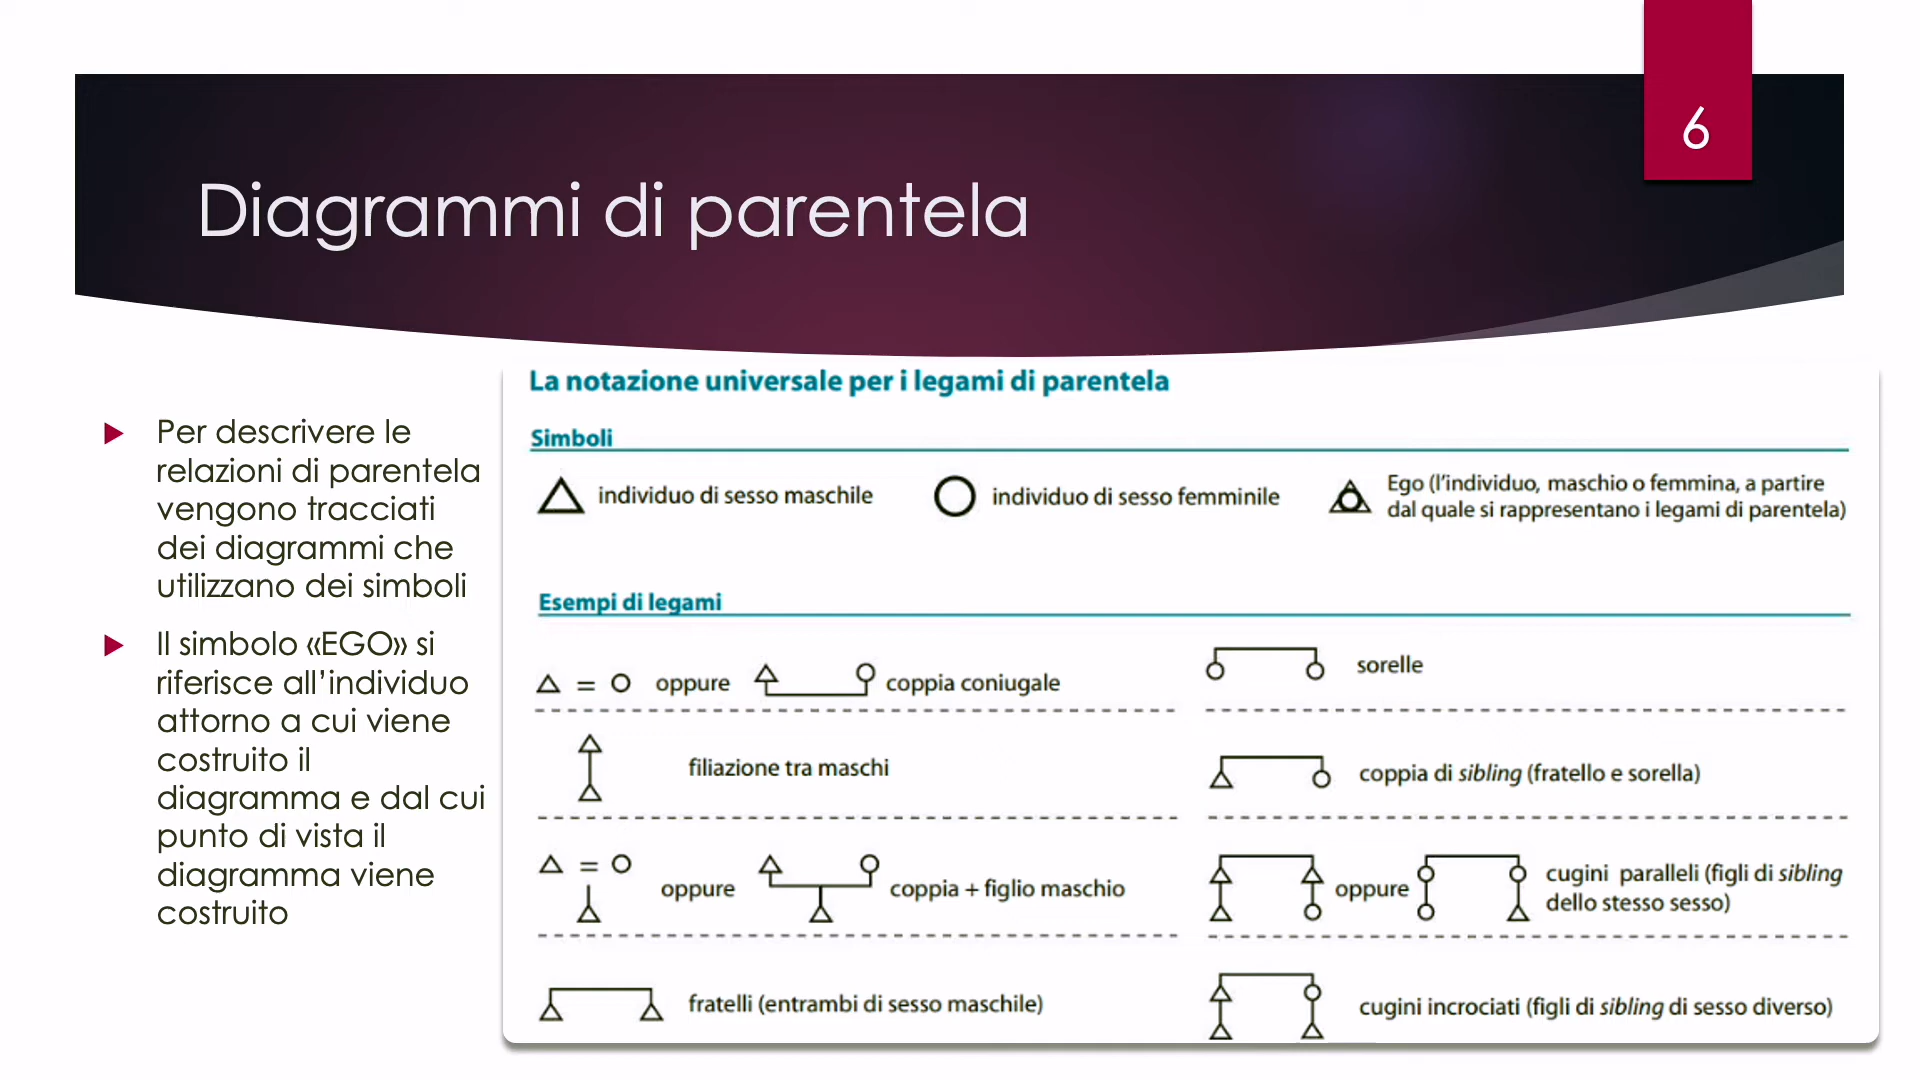 6
Diagrammi di parentela
Per descrivere le
relazioni di parentela
vengono tracciati
dei diagrammi che
utilizzano dei simboli
Il simbolo «EGO» si
riferisce all'individuo
attorno a cui viene
costruito il
diagramma e dal cui
punto di vista il
diagramma viene
costruito
La notazione universale per i legami di parentela
Simboli
individuo di sesso maschile
individuo di sesso femminile
Ego (l'individuo, maschio o femmina, a partire
dal quale si rappresentano i legami di parentela)
Esempi di legami
= oppure coppia coniugale
filiazione tra maschi
= oppure coppia + figlio maschio
fratelli (entrambi di sesso maschile)
sorelle
coppia di sibling (fratello e sorella)
oppure cugini paralleli (figli di sibling
dello stesso sesso)
cugini incrociati (figli di sibling di sesso diverso)